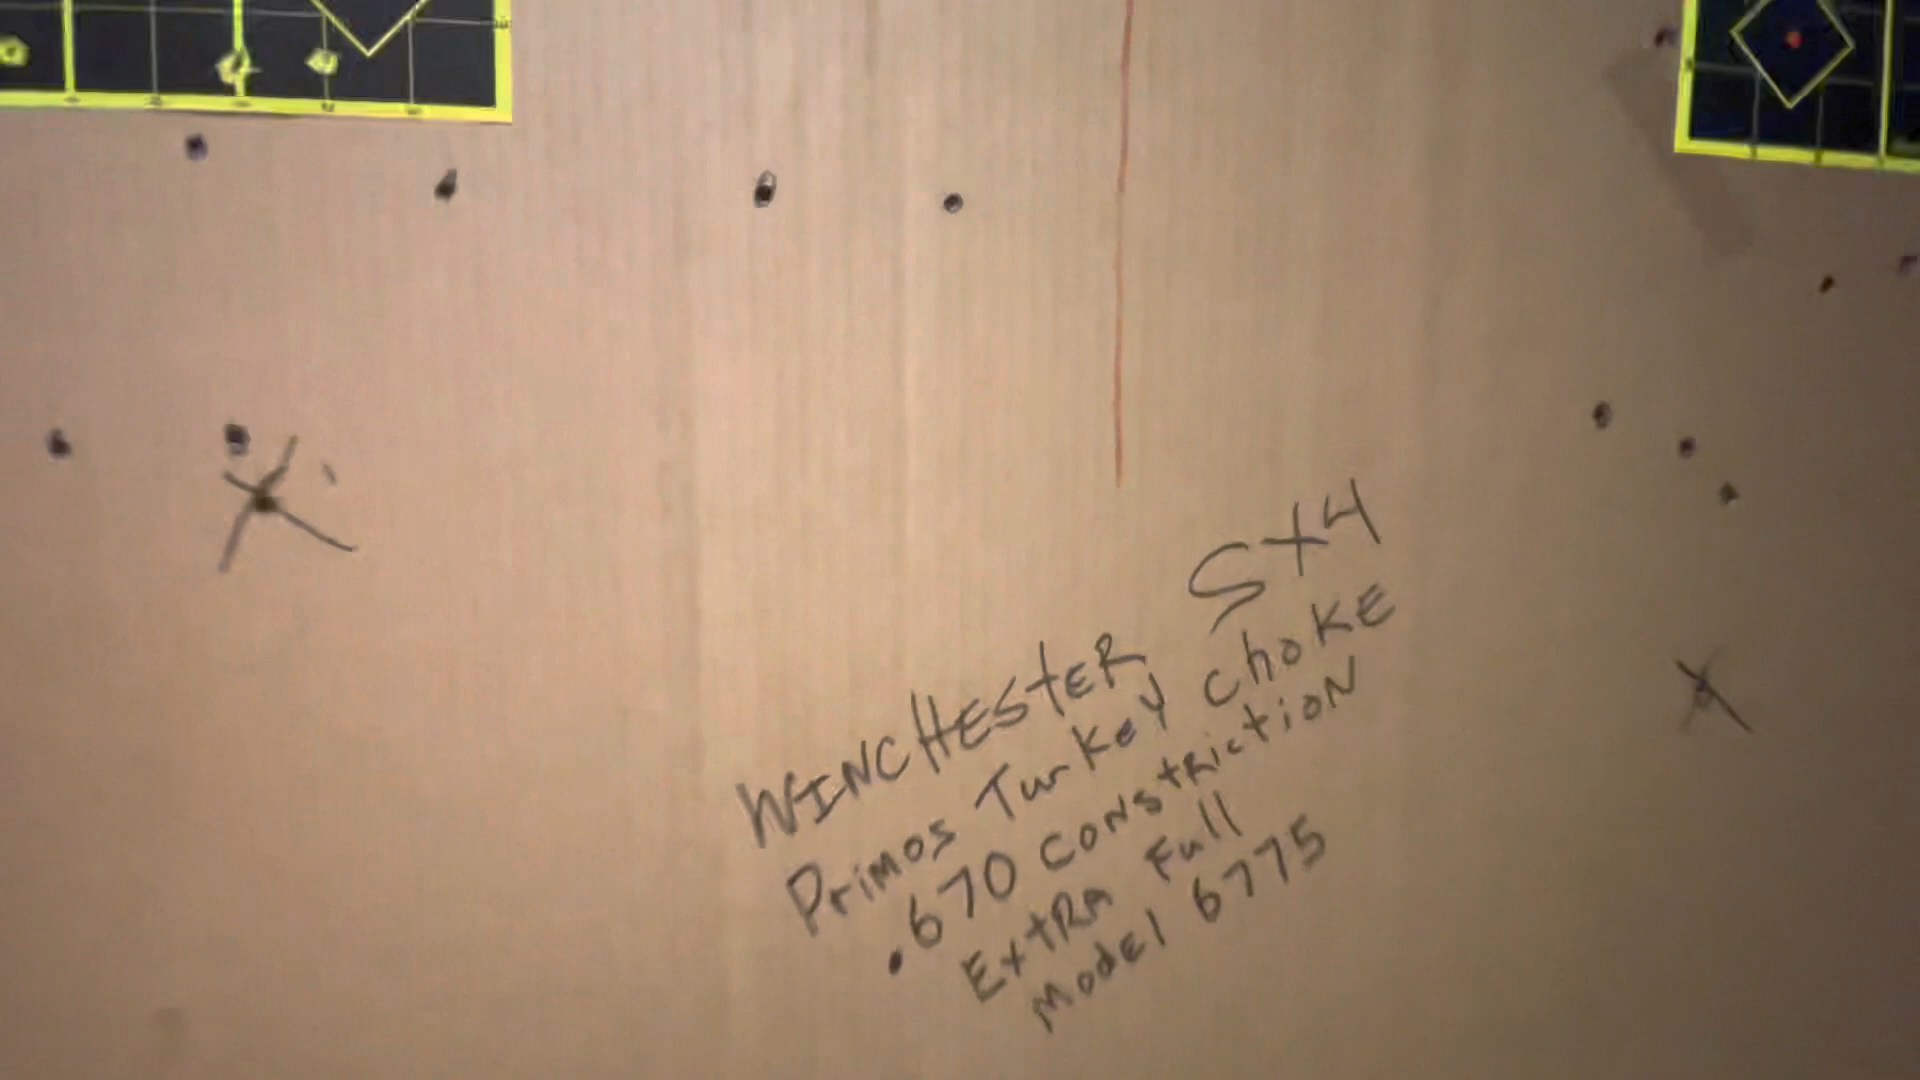 WINCHESTER SX4
Primos Turkey choKE
.670 CONStRictioN
ExtRA Full
ModEl 6775